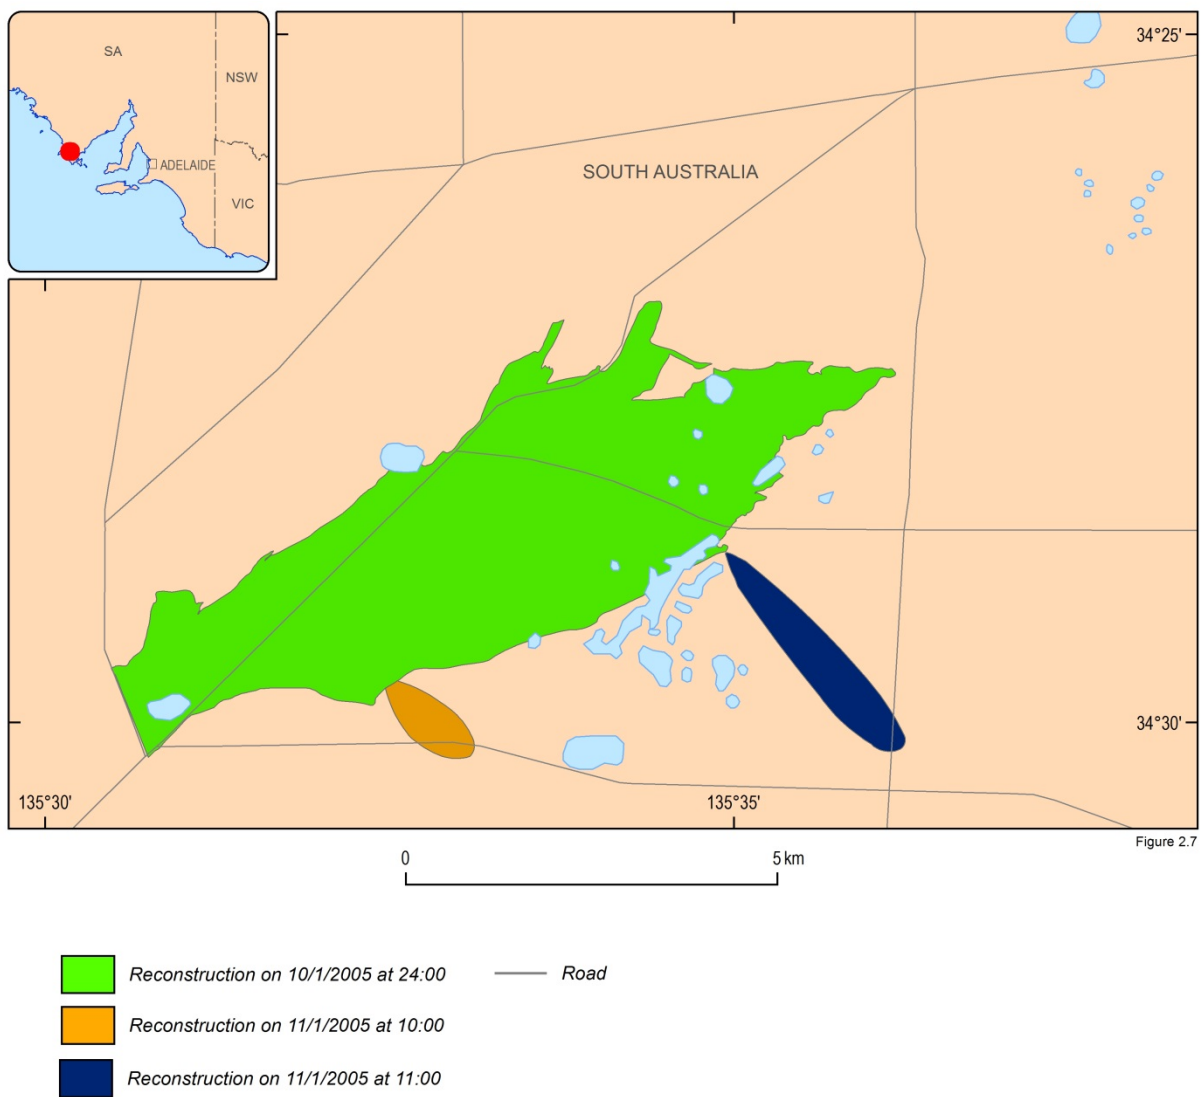 SA
NSW
ADELAIDE
VIC
34°25'
SOUTH AUSTRALIA
34°30'
135°30'
135°35'
Figure 2.7
0
5 km
Reconstruction on 10/1/2005 at 24:00
Road
Reconstruction on 11/1/2005 at 10:00
Reconstruction on 11/1/2005 at 11:00